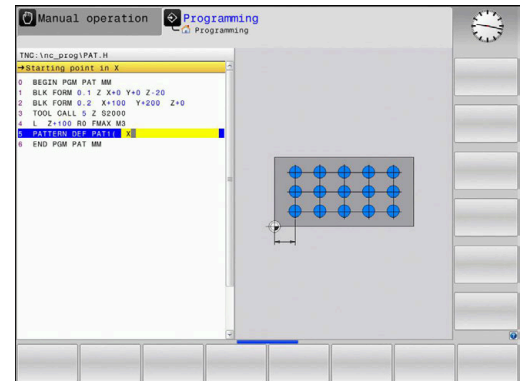 Manual operation
Programming
Programming
TNC:\nc_prog\PAT.H
→Starting point in X
0 BEGIN PGM PAT MM
1 BLK FORM 0.1 Z X+0 Y+0 Z-20
2 BLK FORM 0.2 X+100 Y+200 Z+0
3 TOOL CALL 5 Z S2000
4 L Z+100 R0 FMAX M3
5 PATTERN DEF PAT1( X
6 END PGM PAT MM